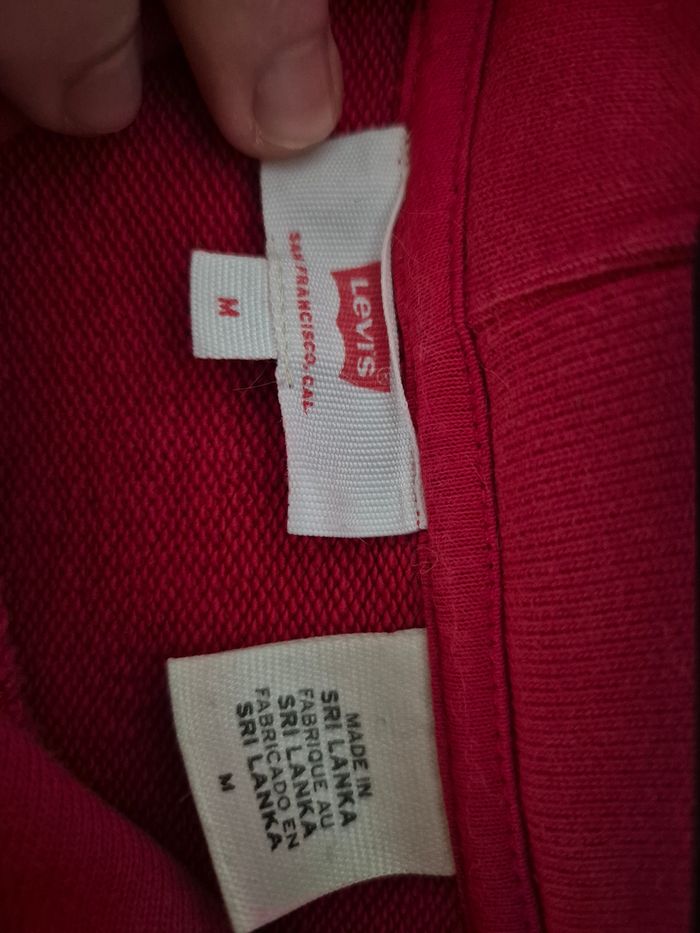 LEVI'S
SAN FRANCISCO, CAL.
M
MADE IN
SRI LANKA
FABRIQUE AU
SRI LANKA
FABRICADO EN
SRI LANKA
M